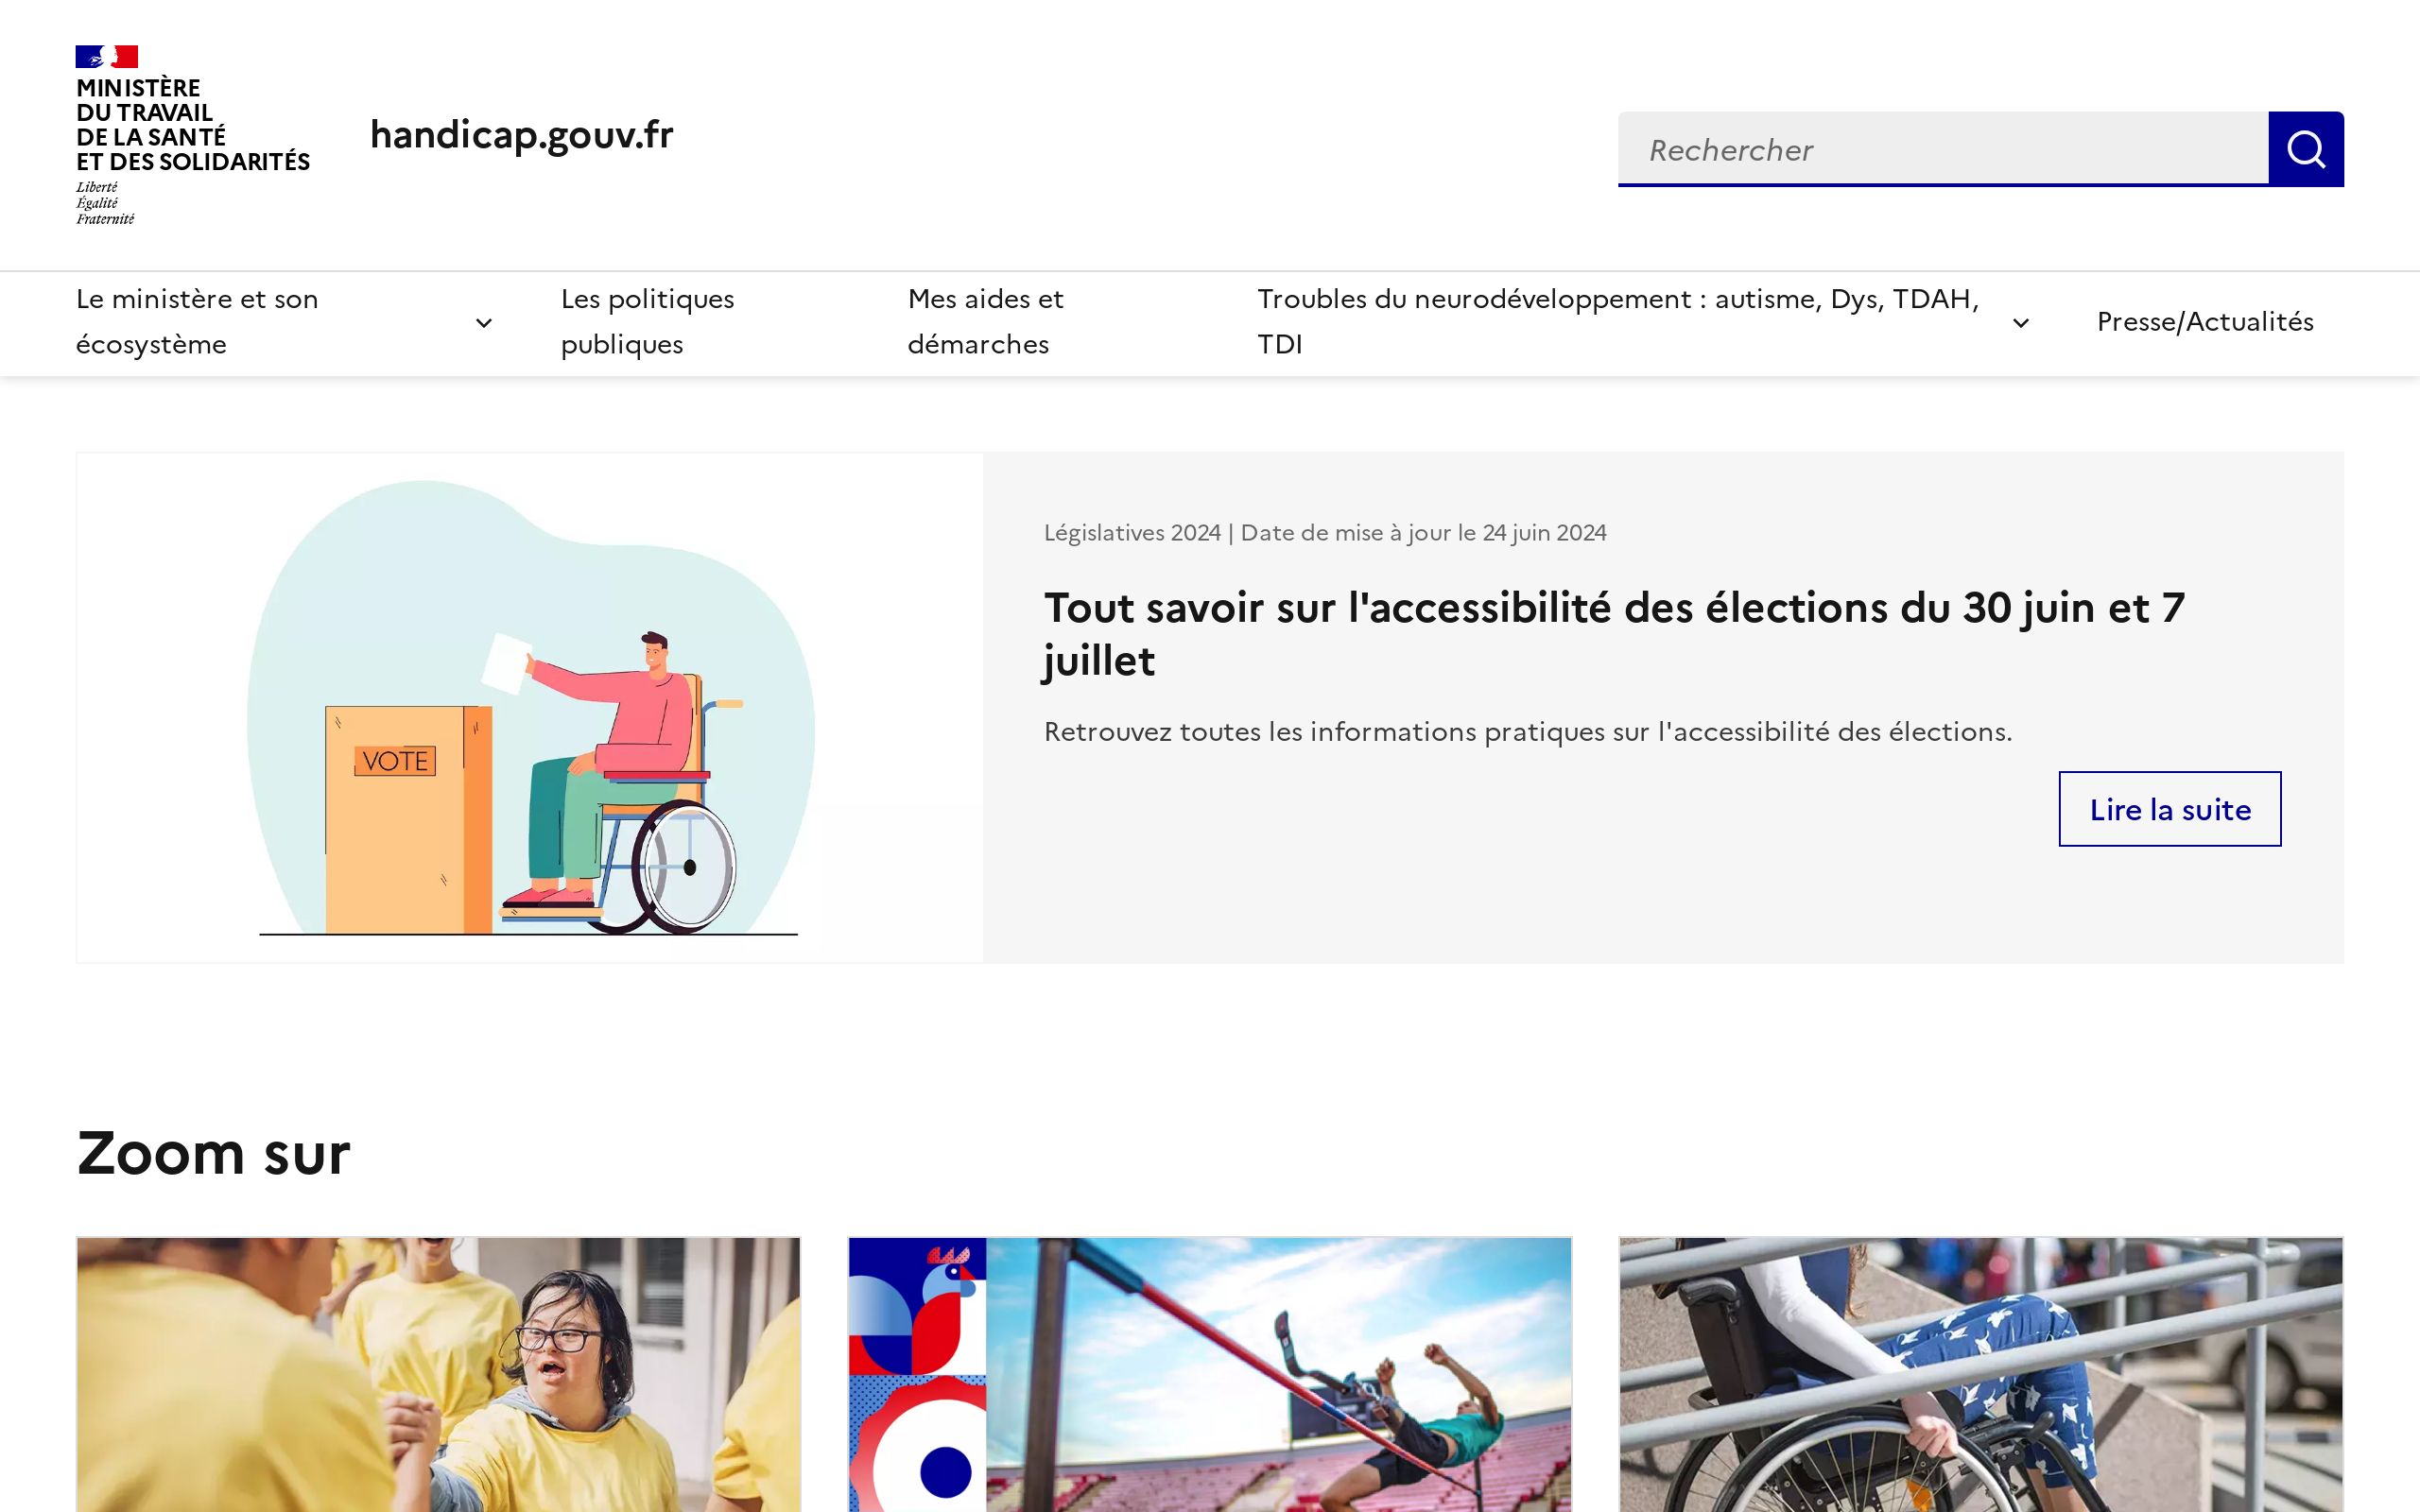 MINISTÈRE
DU TRAVAIL
DE LA SANTÉ
ET DES SOLIDARITÉS
Liberté
Égalité
Fraternité
handicap.gouv.fr
Rechercher
Le ministère et son
écosystème
Les politiques
publiques
Mes aides et
démarches
Troubles du neurodéveloppement : autisme, Dys, TDAH,
TDI
Presse/Actualités
VOTE
Législatives 2024 | Date de mise à jour le 24 juin 2024
Tout savoir sur l'accessibilité des élections du 30 juin et 7
juillet
Retrouvez toutes les informations pratiques sur l'accessibilité des élections.
Lire la suite
Zoom sur